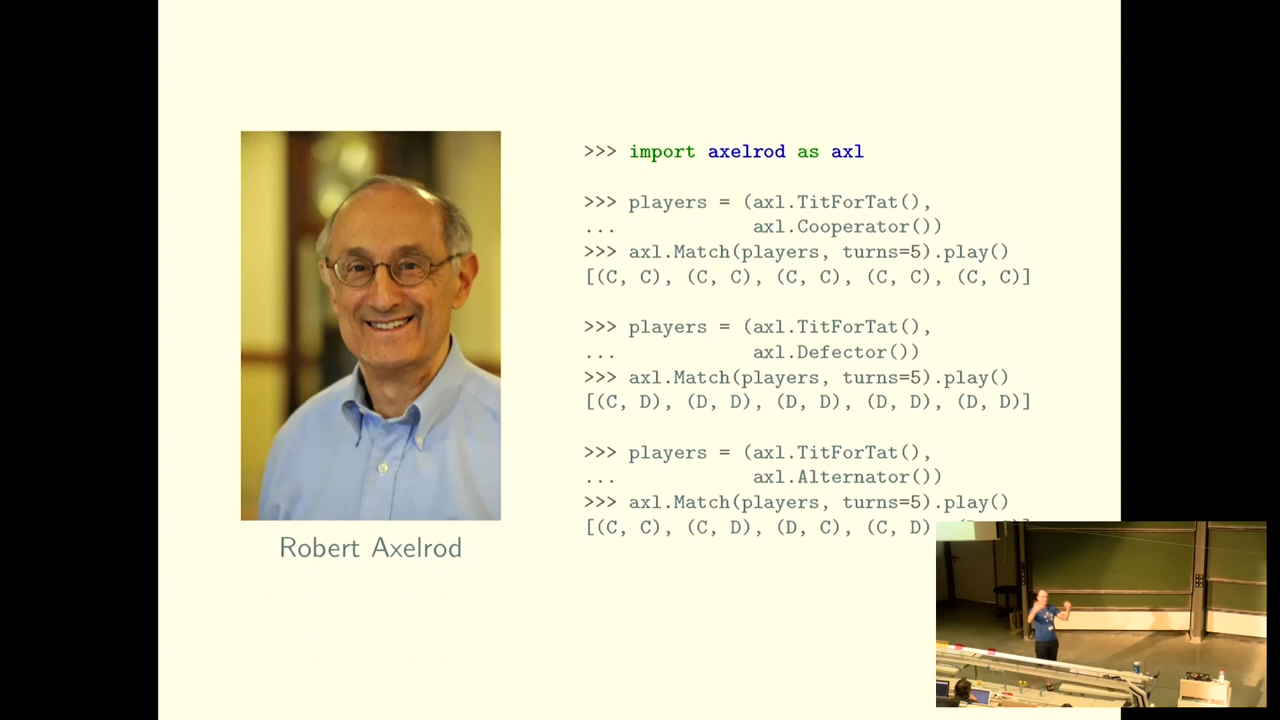 >>> import axelrod as axl
>>> players = (axl.TitForTat(),
... axl.Cooperator())
>>> axl.Match(players, turns=5).play()
[(C, C), (C, C), (C, C), (C, C), (C, C)]
>>> players = (axl.TitForTat(),
... axl.Defector())
>>> axl.Match(players, turns=5).play()
[(C, D), (D, D), (D, D), (D, D), (D, D)]
>>> players = (axl.TitForTat(),
... axl.Alternator())
>>> axl.Match(players, turns=5).play()
[(C, C), (C, D), (D, C), (C, D)
Robert Axelrod